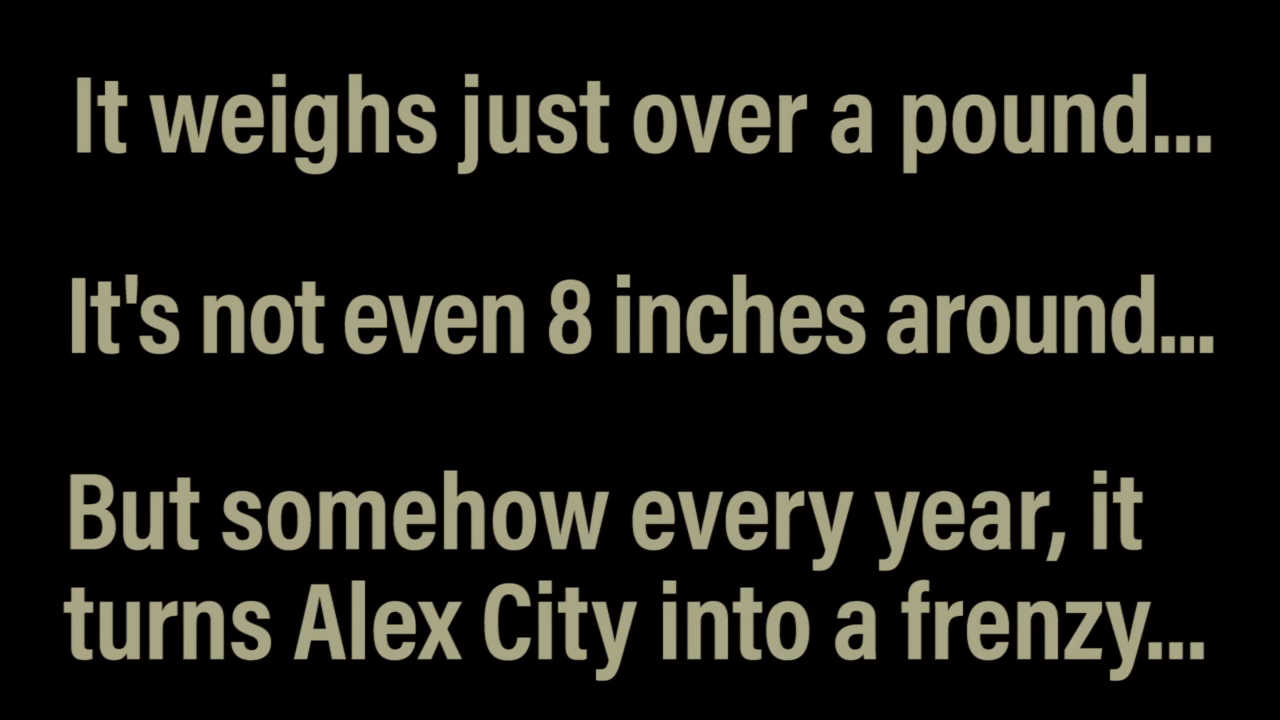 It weighs just over a pound...
It's not even 8 inches around...
But somehow every year, it
turns Alex City into a frenzy...